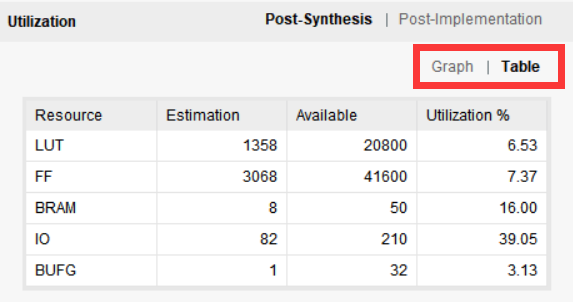 Utilization Post-Synthesis | Post-Implementation
Graph | Table
Resource Estimation Available Utilization %
LUT 1358 20800 6.53
FF 3068 41600 7.37
BRAM 8 50 16.00
IO 82 210 39.05
BUFG 1 32 3.13